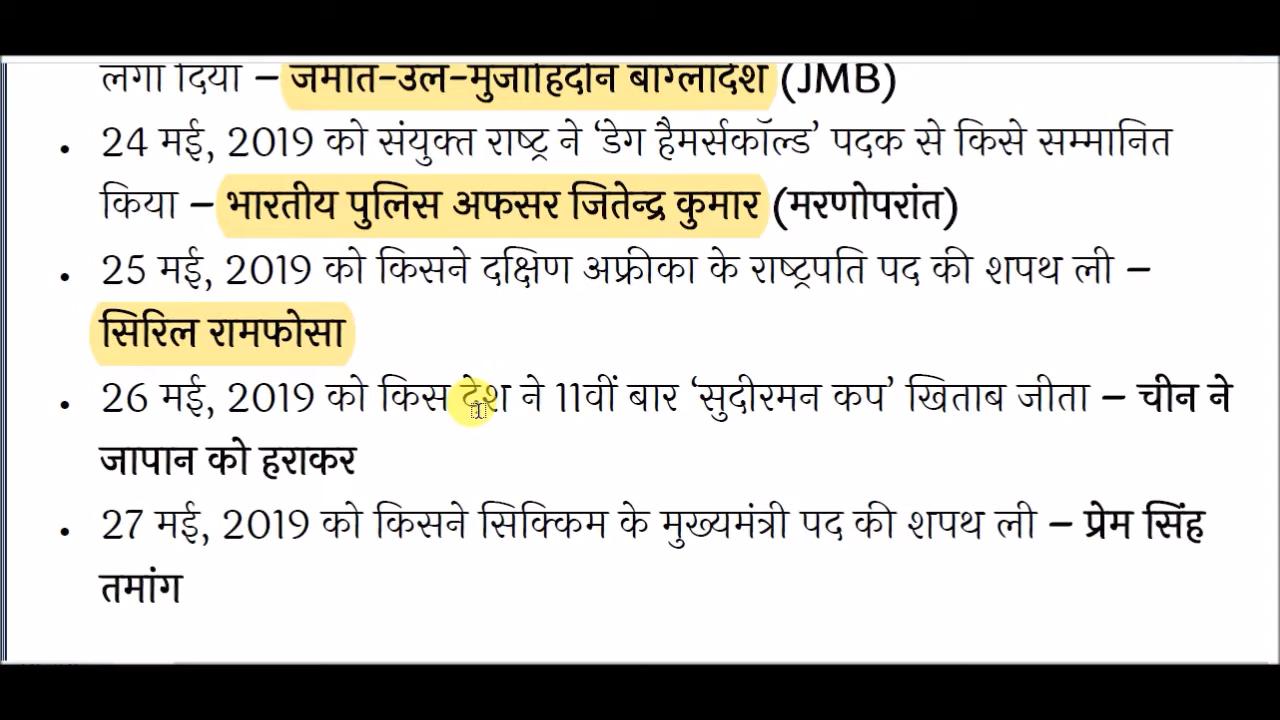 लगा दिया – जमात-उल-मुजाहिदीन बांग्लादेश (JMB)
• 24 मई, 2019 को संयुक्त राष्ट्र ने ‘डेग हैमर्सकॉल्ड’ पदक से किसे सम्मानित
किया – भारतीय पुलिस अफसर जितेन्द्र कुमार (मरणोपरांत)
• 25 मई, 2019 को किसने दक्षिण अफ्रीका के राष्ट्रपति पद की शपथ ली –
सिरिल रामफोसा
• 26 मई, 2019 को किस देश ने 11वीं बार ‘सुदीरमन कप’ खिताब जीता – चीन ने
जापान को हराकर
• 27 मई, 2019 को किसने सिक्किम के मुख्यमंत्री पद की शपथ ली – प्रेम सिंह
तमांग